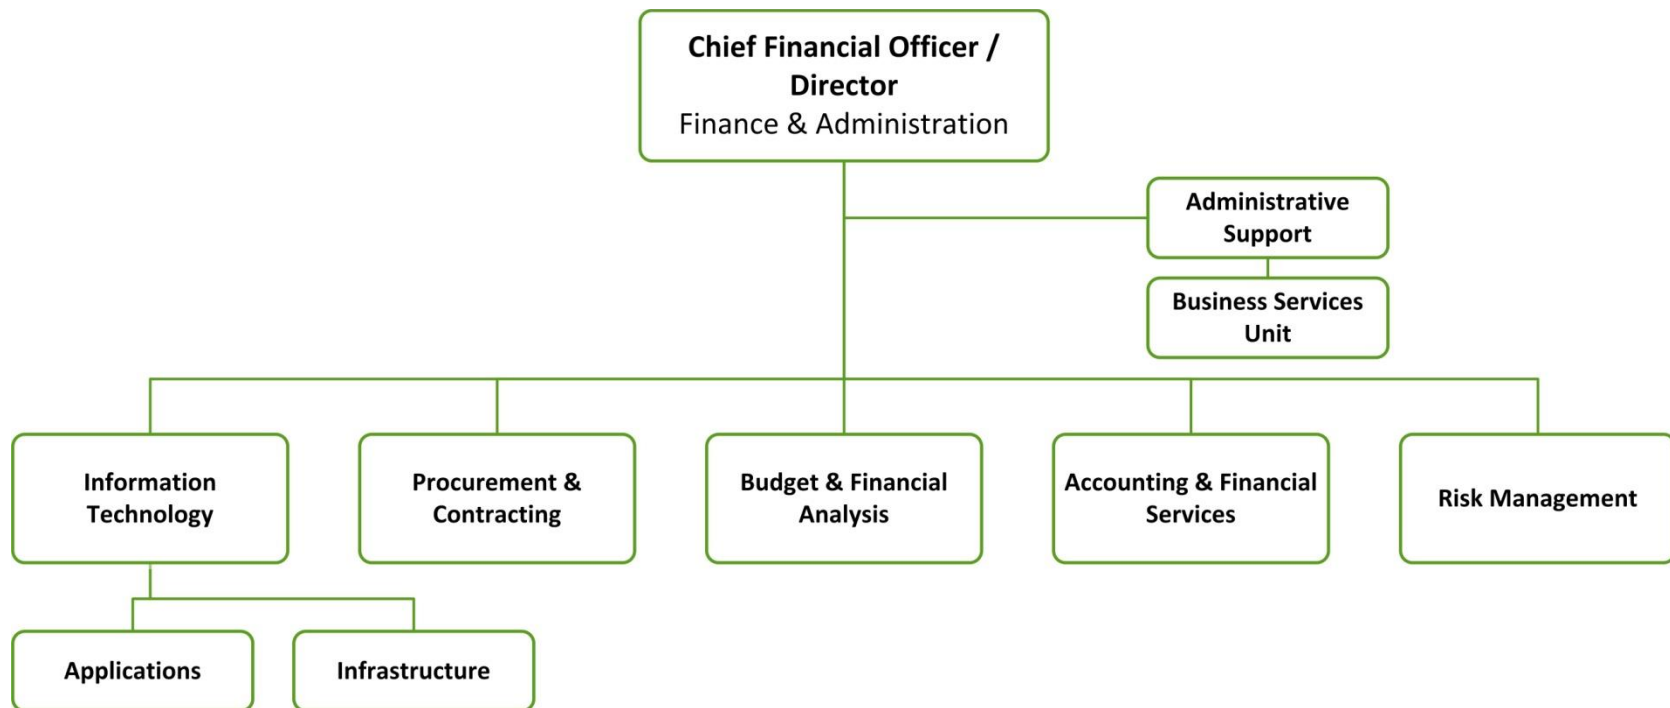 Chief Financial Officer /
Director
Finance & Administration
Administrative
Support
Business Services
Unit
Information
Technology
Procurement &
Contracting
Budget & Financial
Analysis
Accounting & Financial
Services
Risk Management
Applications
Infrastructure